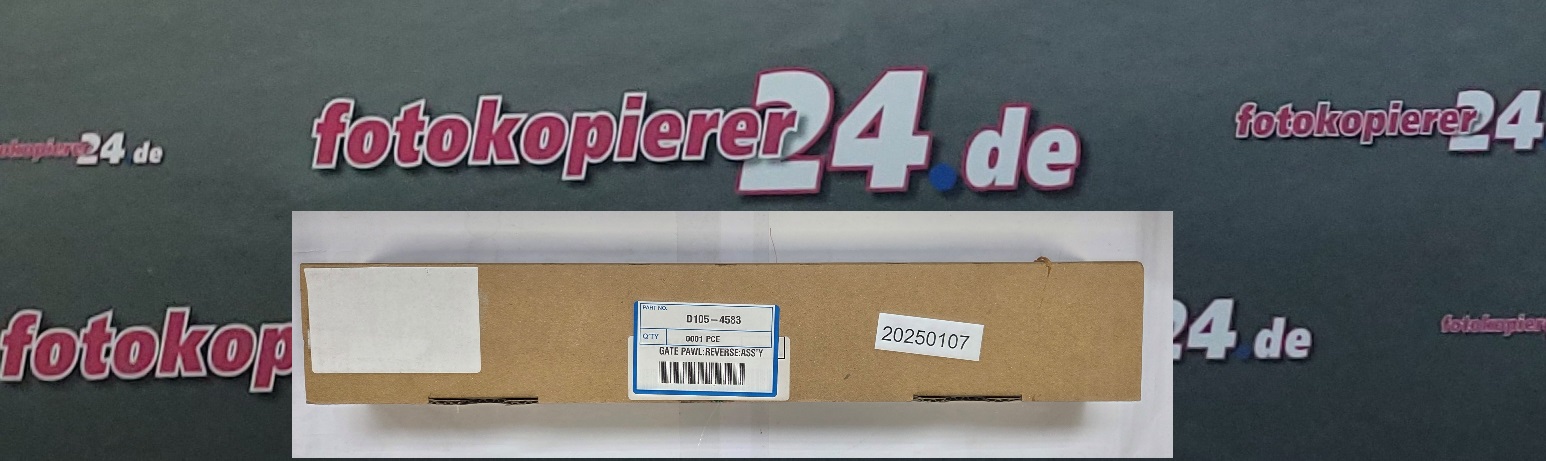 fotokopierer24.de
okopierer24.de
fotokopierer24
PART NO.
D105-4583
Q'TY
0001 PCE
GATE PAWL:REVERSE:ASS'Y
20250107
fotokop
24.de
fotokopierer